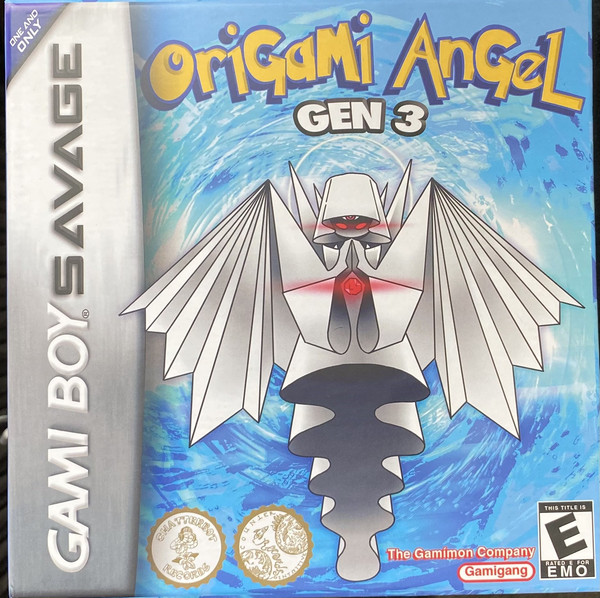 ONE AND
ONLY
OriGaMi AnGeL
GEN 3
GAMI BOY® SAVAGE
CHATTERBOT
RECORDS
The Gamimon Company
Gamigang
THIS TITLE IS
E
RATED E FOR
EMO